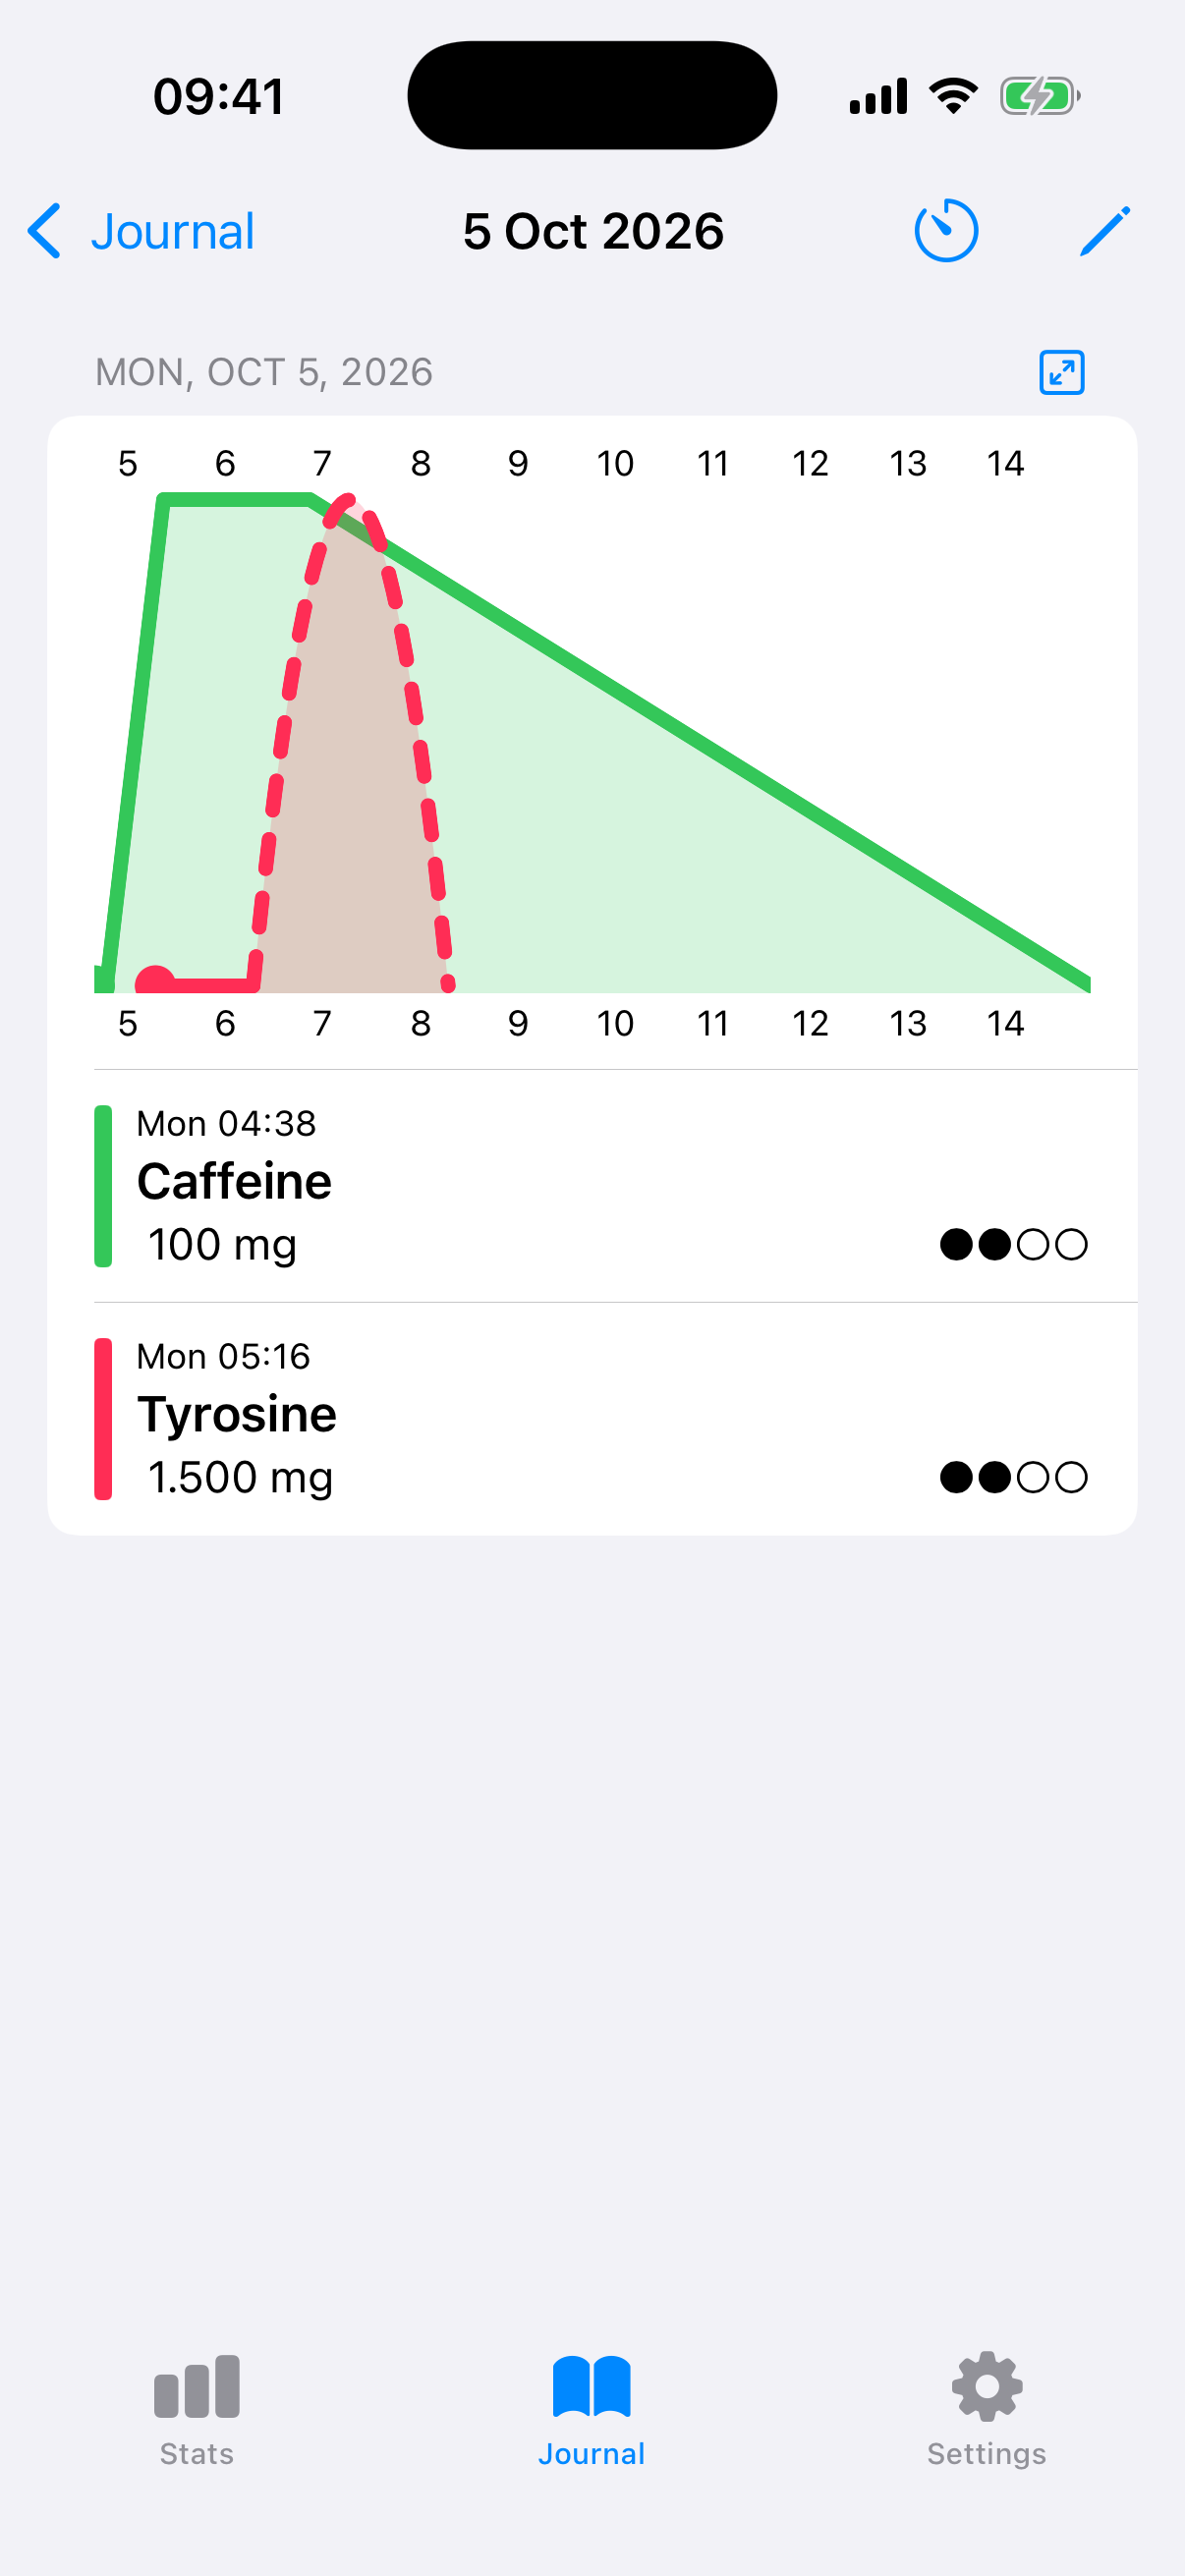 09:41
Journal 5 Oct 2026
MON, OCT 5, 2026
5 6 7 8 9 10 11 12 13 14
5 6 7 8 9 10 11 12 13 14
Mon 04:38
Caffeine
100 mg
Mon 05:16
Tyrosine
1.500 mg
Stats Journal Settings